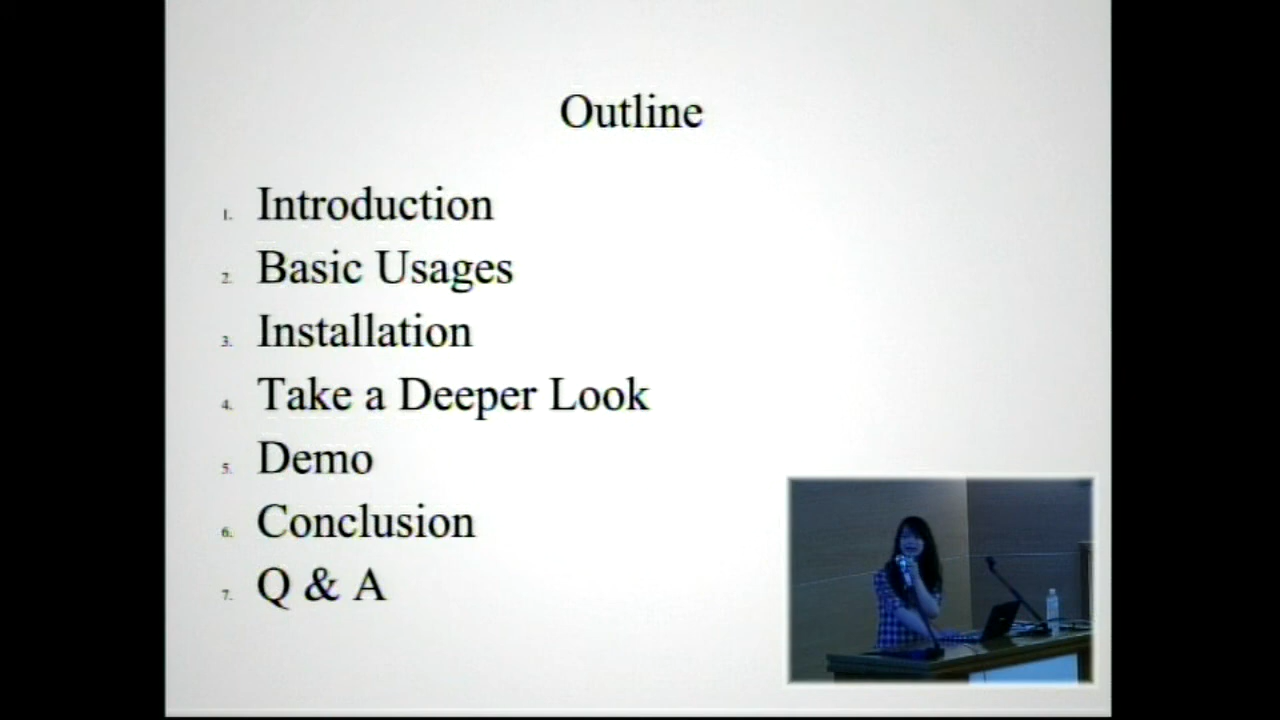 Outline
1. Introduction
2. Basic Usages
3. Installation
4. Take a Deeper Look
5. Demo
6. Conclusion
7. Q & A